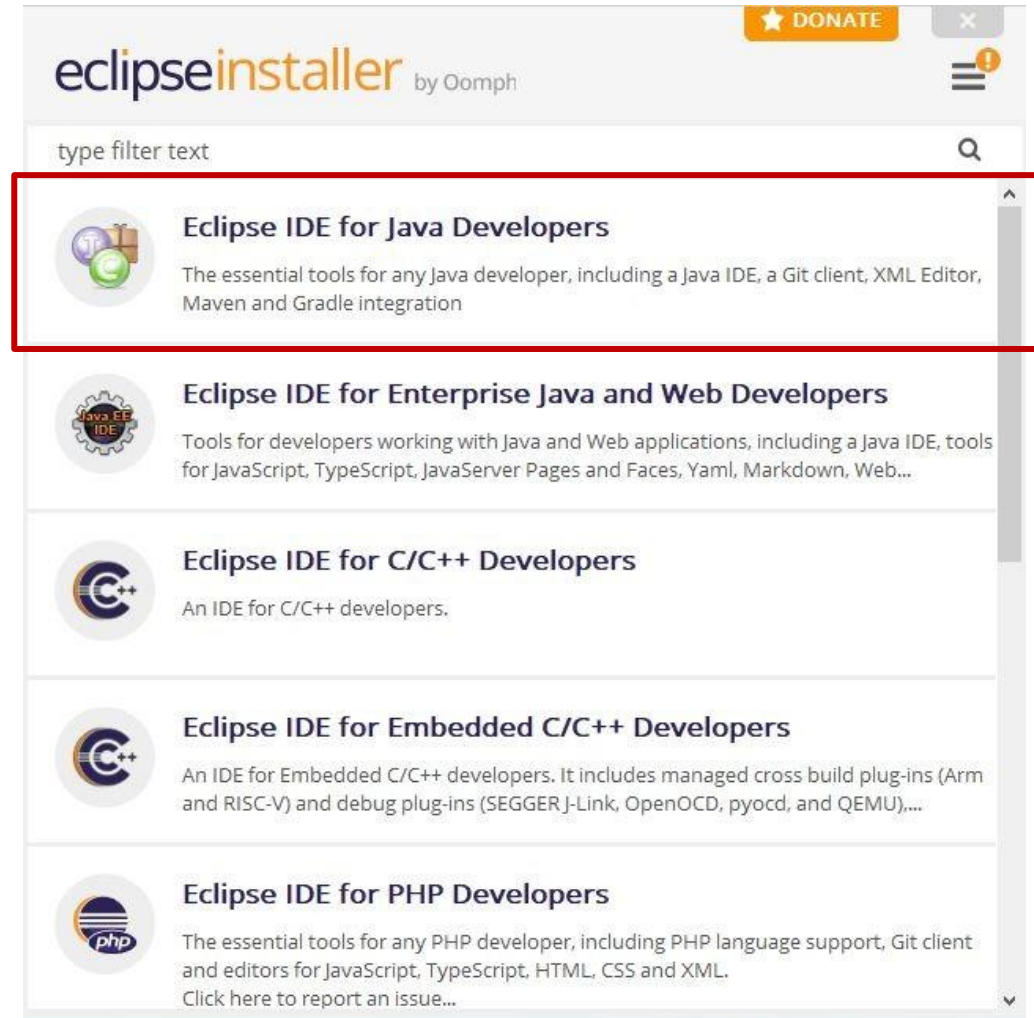 DONATE
eclipseinstaller by Oomph
type filter text
Eclipse IDE for Java Developers
The essential tools for any Java developer, including a Java IDE, a Git client, XML Editor,
Maven and Gradle integration
Java EE
IDE
Eclipse IDE for Enterprise Java and Web Developers
Tools for developers working with Java and Web applications, including a Java IDE, tools
for JavaScript, TypeScript, JavaServer Pages and Faces, Yaml, Markdown, Web...
C++
Eclipse IDE for C/C++ Developers
An IDE for C/C++ developers.
C++
Eclipse IDE for Embedded C/C++ Developers
An IDE for Embedded C/C++ developers. It includes managed cross build plug-ins (Arm
and RISC-V) and debug plug-ins (SEGGER J-Link, OpenOCD, pyocd, and QEMU),...
php
Eclipse IDE for PHP Developers
The essential tools for any PHP developer, including PHP language support, Git client
and editors for JavaScript, TypeScript, HTML, CSS and XML.
Click here to report an issue...